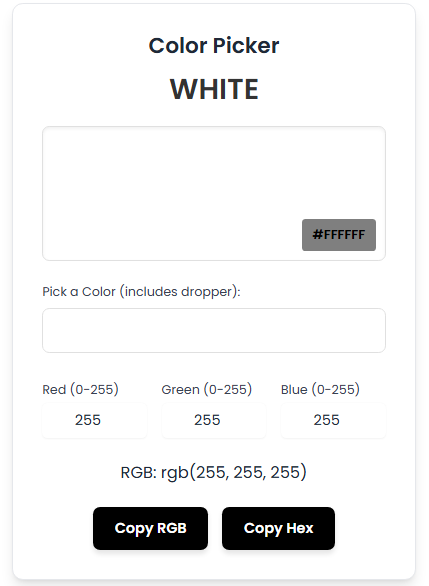 Color Picker
WHITE
#FFFFFF
Pick a Color (includes dropper):
Red (0-255) Green (0-255) Blue (0-255)
255 255 255
RGB: rgb(255, 255, 255)
Copy RGB Copy Hex